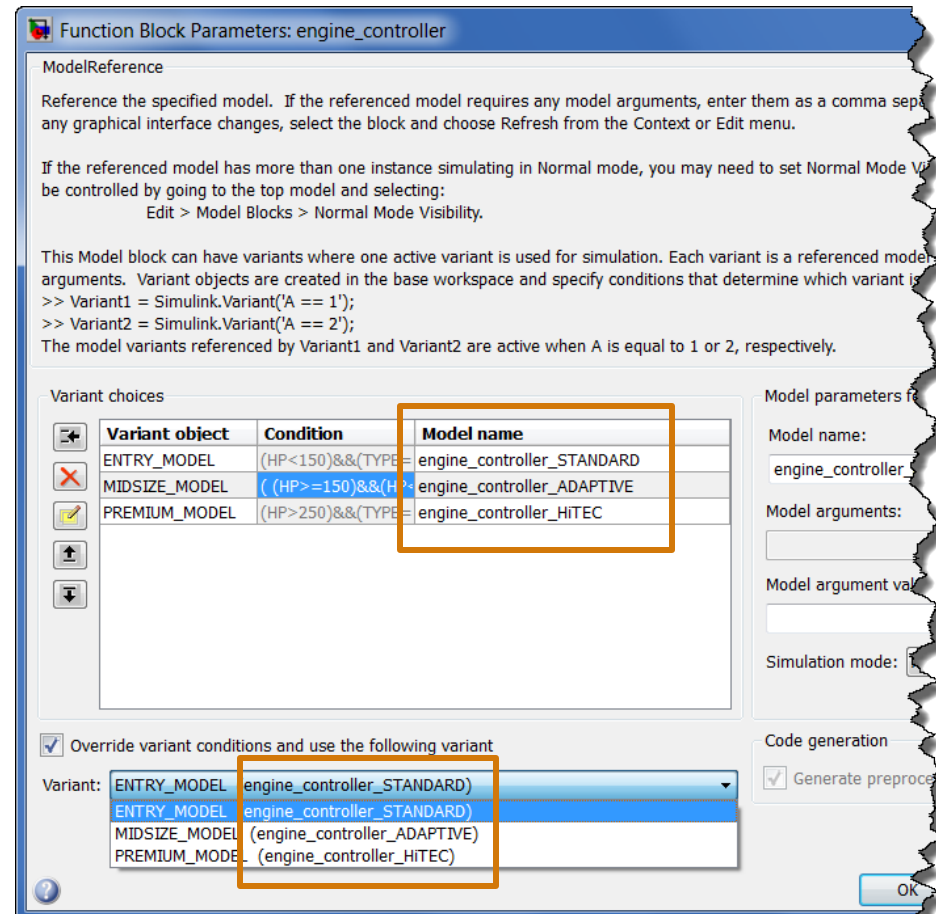 Function Block Parameters: engine_controller
ModelReference
Reference the specified model. If the referenced model requires any model arguments, enter them as a comma
any graphical interface changes, select the block and choose Refresh from the Context or Edit menu.
If the referenced model has more than one instance simulating in Normal mode, you may need to set Normal Mode
be controlled by going to the top model and selecting:
Edit > Model Blocks > Normal Mode Visibility.
This Model block can have variants where one active variant is used for simulation. Each variant is a referenced model
arguments. Variant objects are created in the base workspace and specify conditions that determine which variant is
>> Variant1 = Simulink.Variant('A == 1');
>> Variant2 = Simulink.Variant('A == 2');
The model variants referenced by Variant1 and Variant2 are active when A is equal to 1 or 2, respectively.
Variant choices
Model parameters
Variant object Condition Model name
Model name:
ENTRY_MODEL (HP<150)&&(TYPE= engine_controller_STANDARD
engine_controller_
MIDSIZE_MODEL ( (HP>=150)&&(HP< engine_controller_ADAPTIVE
PREMIUM_MODEL (HP>250)&&(TYPE= engine_controller_HiTEC
Model arguments:
Model argument
Simulation mode:
Override variant conditions and use the following variant
Code generation
Variant: ENTRY_MODEL engine_controller_STANDARD)
Generate
ENTRY_MODEL engine_controller_STANDARD)
MIDSIZE_MODEL (engine_controller_ADAPTIVE)
PREMIUM_MODEL (engine_controller_HiTEC)
OK